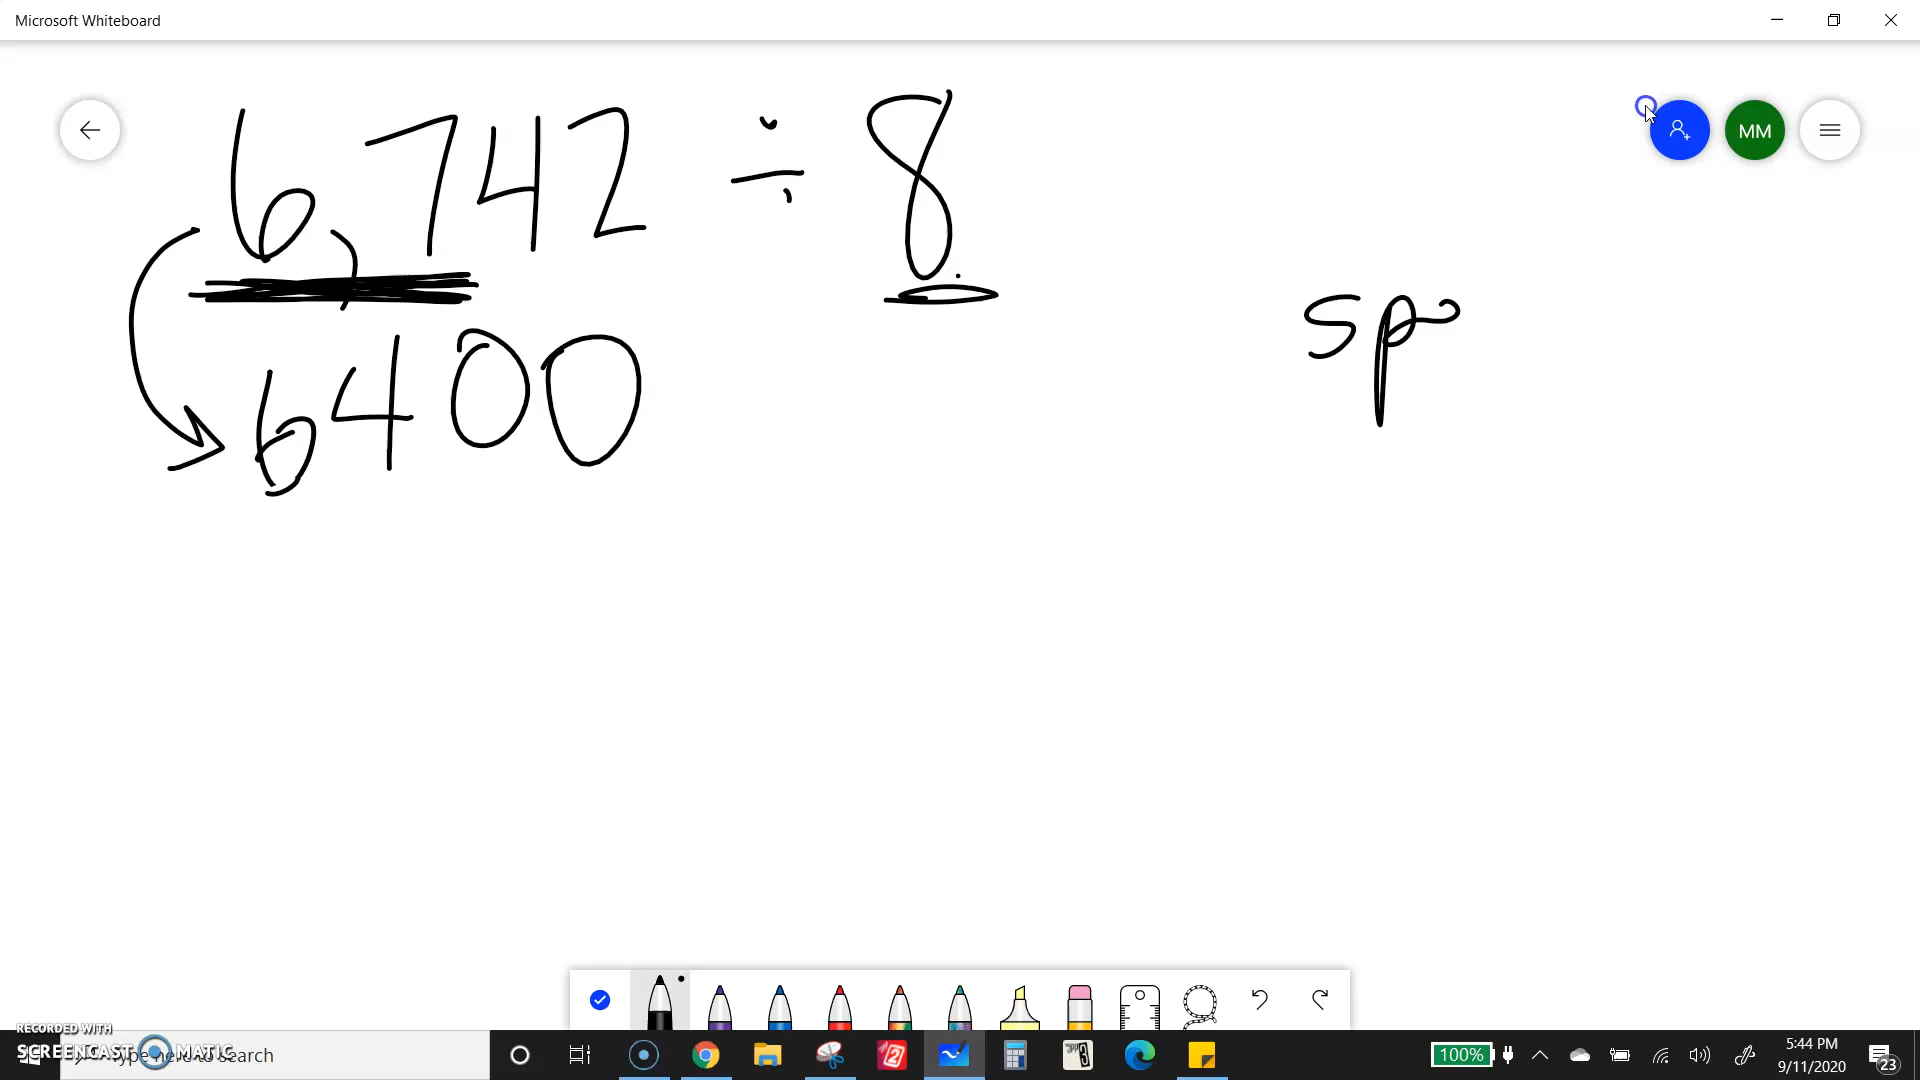 Microsoft Whiteboard
MM
6,742 ÷ 8
6400
sp
RECORDED WITH
SCREENCAST MATIC
Type here to search
100%
5:44 PM
9/11/2020
23